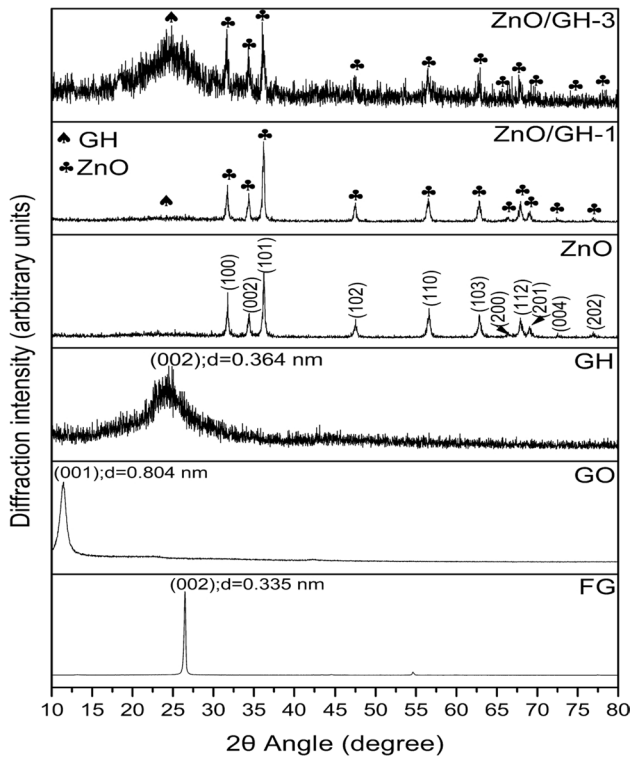 ZnO/GH-3
ZnO/GH-1
♠ GH
♣ ZnO
ZnO
(100)
(002)
(101)
(102)
(110)
(103)
(200)
(112)
(201)
(004)
(202)
GH
(002);d=0.364 nm
GO
(001);d=0.804 nm
FG
(002);d=0.335 nm
Diffraction intensity (arbitrary units)
10 15 20 25 30 35 40 45 50 55 60 65 70 75 80
2θ Angle (degree)